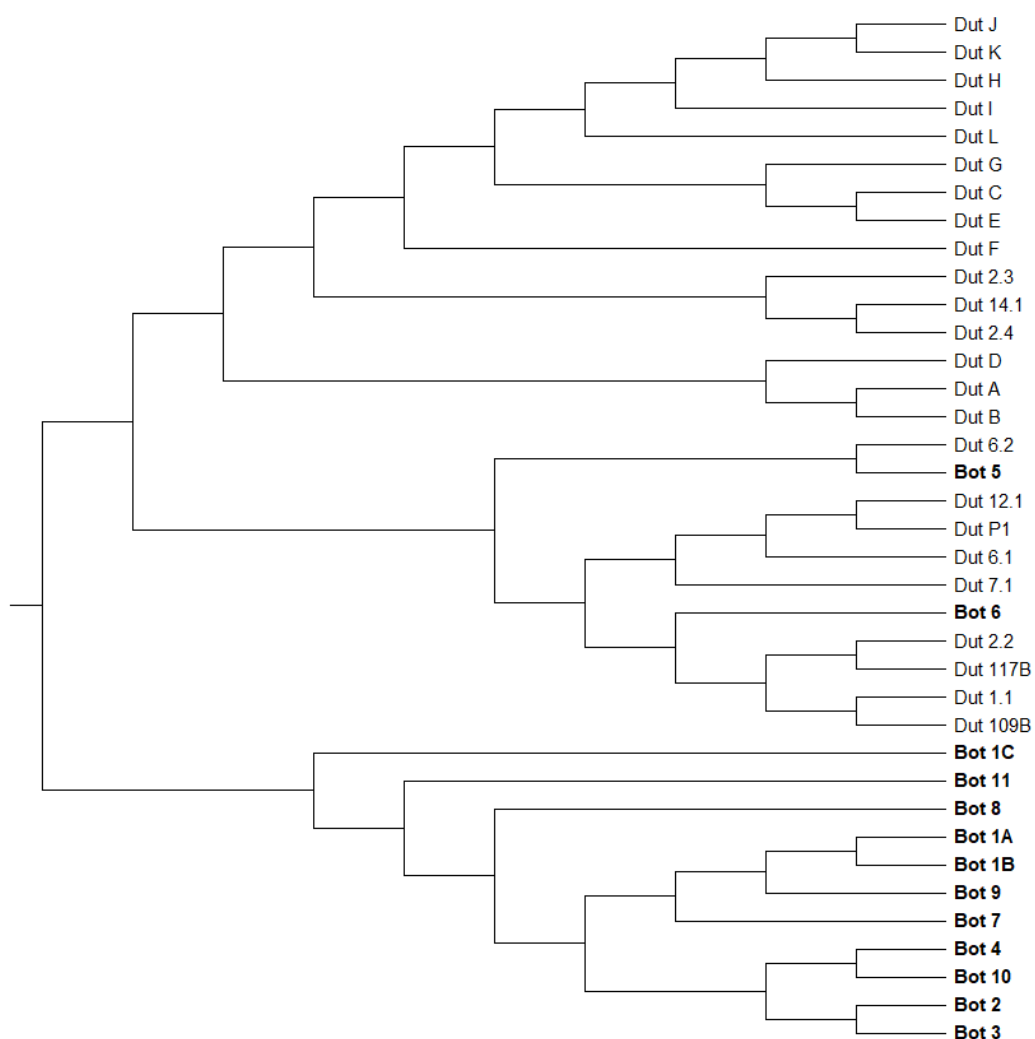 Dut J
Dut K
Dut H
Dut I
Dut L
Dut G
Dut C
Dut E
Dut F
Dut 2.3
Dut 14.1
Dut 2.4
Dut D
Dut A
Dut B
Dut 6.2
Bot 5
Dut 12.1
Dut P1
Dut 6.1
Dut 7.1
Bot 6
Dut 2.2
Dut 117B
Dut 1.1
Dut 109B
Bot 1C
Bot 11
Bot 8
Bot 1A
Bot 1B
Bot 9
Bot 7
Bot 4
Bot 10
Bot 2
Bot 3